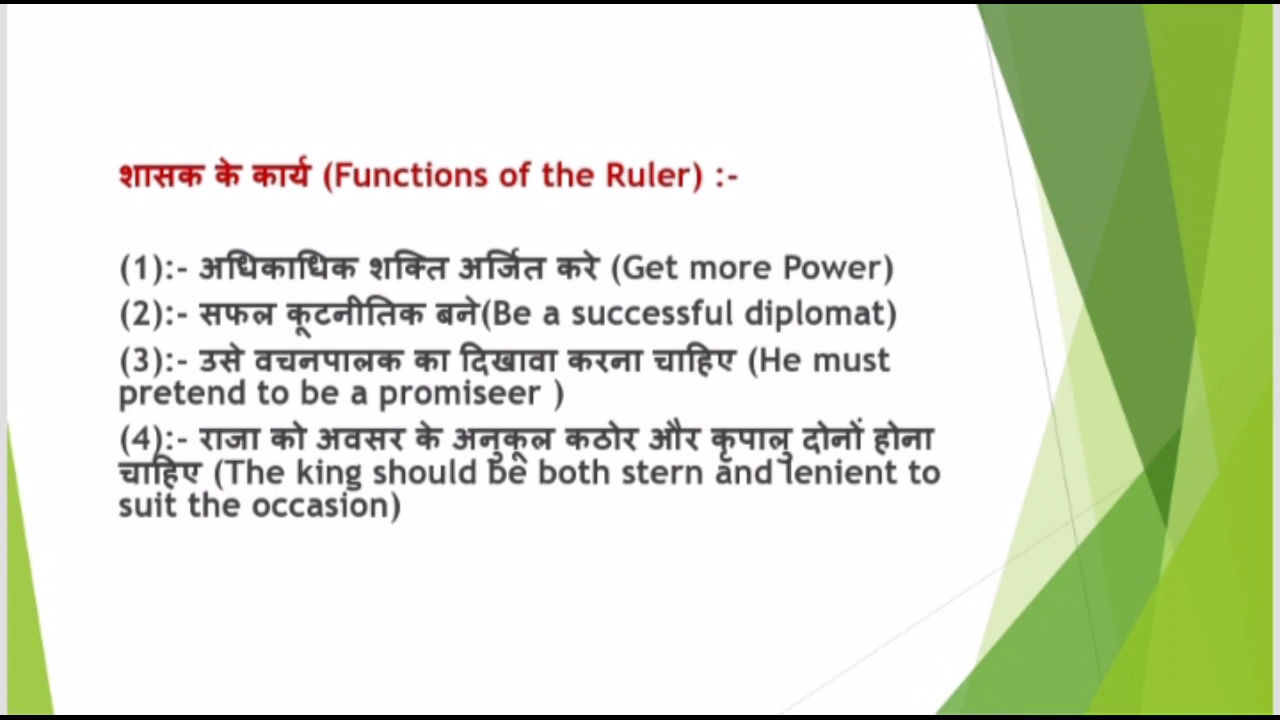 शासक के कार्य (Functions of the Ruler) :-
(1):- अधिकाधिक शक्ति अर्जित करे (Get more Power)
(2):- सफल कूटनीतिक बने(Be a successful diplomat)
(3):- उसे वचनपालक का दिखावा करना चाहिए (He must
pretend to be a promiseer )
(4):- राजा को अवसर के अनुकूल कठोर और कृपालु दोनों होना
चाहिए (The king should be both stern and lenient to
suit the occasion)